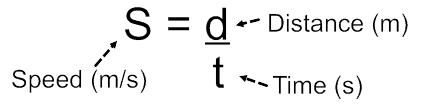 S = d
Distance (m)
Speed (m/s)
t
Time (s)